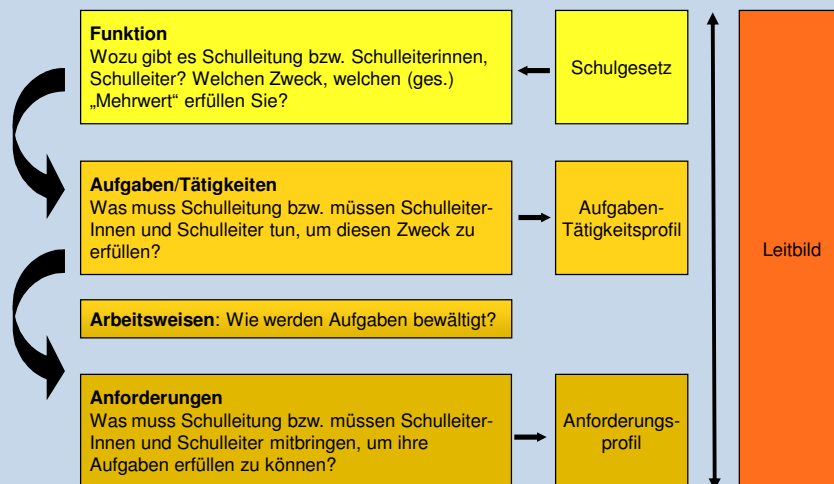 Funktion
Wozu gibt es Schulleitung bzw. Schulleiterinnen,
Schulleiter? Welchen Zweck, welchen (ges.)
„Mehrwert“ erfüllen Sie?
Schulgesetz
Aufgaben/Tätigkeiten
Was muss Schulleitung bzw. müssen Schulleiter-
Innen und Schulleiter tun, um diesen Zweck zu
erfüllen?
Aufgaben-
Tätigkeitsprofil
Leitbild
Arbeitsweisen: Wie werden Aufgaben bewältigt?
Anforderungen
Was muss Schulleitung bzw. müssen Schulleiter-
Innen und Schulleiter mitbringen, um ihre
Aufgaben erfüllen zu können?
Anforderungs-
profil